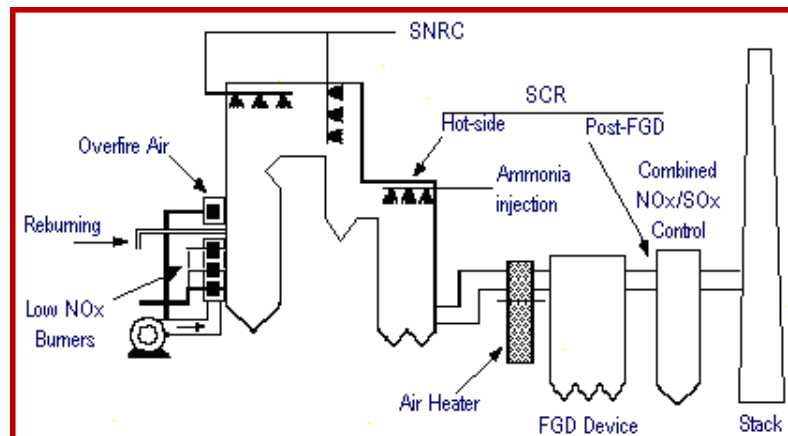 SNRC
SCR
Hot-side
Post-FGD
Overfire Air
Ammonia
injection
Combined
NOx/SOx
Control
Reburning
Low NOx
Burners
Air Heater
FGD Device
Stack